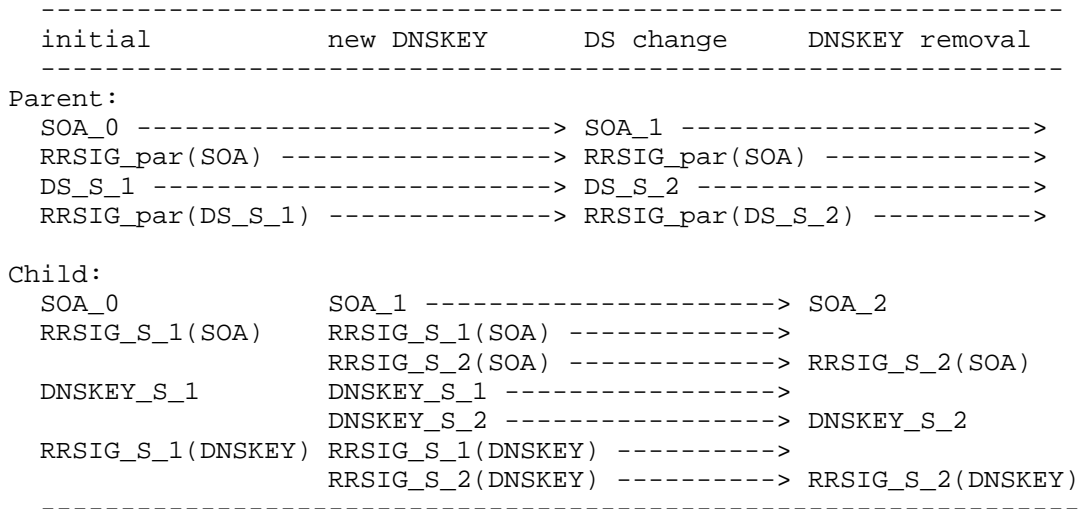 ----------------------------------------------------------------
initial             new DNSKEY      DS change     DNSKEY removal
----------------------------------------------------------------
Parent:
SOA_0 --------------------------> SOA_1 ---------------------->
RRSIG_par(SOA) -----------------> RRSIG_par(SOA) ------------->
DS_S_1 -------------------------> DS_S_2 --------------------->
RRSIG_par(DS_S_1) --------------> RRSIG_par(DS_S_2) ---------->
Child:
SOA_0             SOA_1 ----------------------> SOA_2
RRSIG_S_1(SOA)    RRSIG_S_1(SOA) ------------->
RRSIG_S_2(SOA) -------------> RRSIG_S_2(SOA)
DNSKEY_S_1        DNSKEY_S_1 ----------------->
DNSKEY_S_2 -----------------> DNSKEY_S_2
RRSIG_S_1(DNSKEY) RRSIG_S_1(DNSKEY) ---------->
RRSIG_S_2(DNSKEY) ----------> RRSIG_S_2(DNSKEY)
-----------------------------------------------------------------